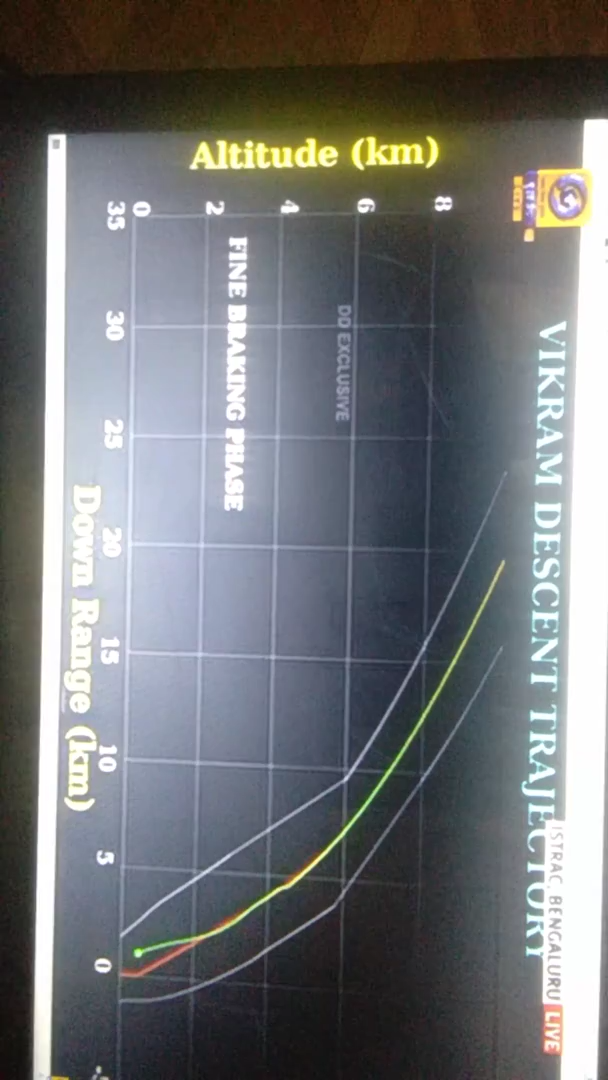 VIKRAM DESCENT TRAJECTORY
ISTRAC, BENGALURU LIVE
Altitude (km)
8
6
DD EXCLUSIVE
4
2
FINE BRAKING PHASE
0
35 30 25 20 15 10 5 0
Down Range (km)